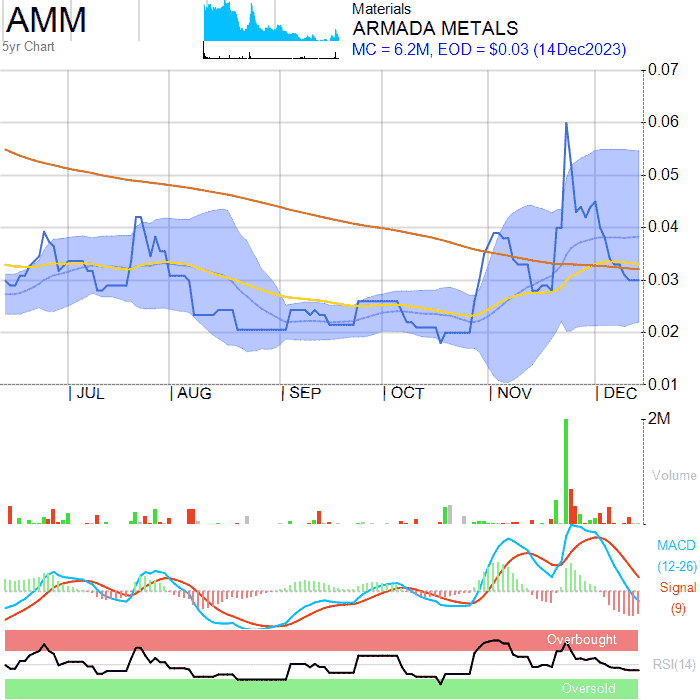 AMM
5yr Chart
Materials
ARMADA METALS
MC = 6.2M, EOD = $0.03 (14Dec2023)
0.07
0.06
0.05
0.04
0.03
0.02
0.01
| JUL | AUG | SEP | OCT | NOV | DEC
2M
Volume
MACD
(12-26)
Signal
(9)
Overbought
RSI(14)
Oversold